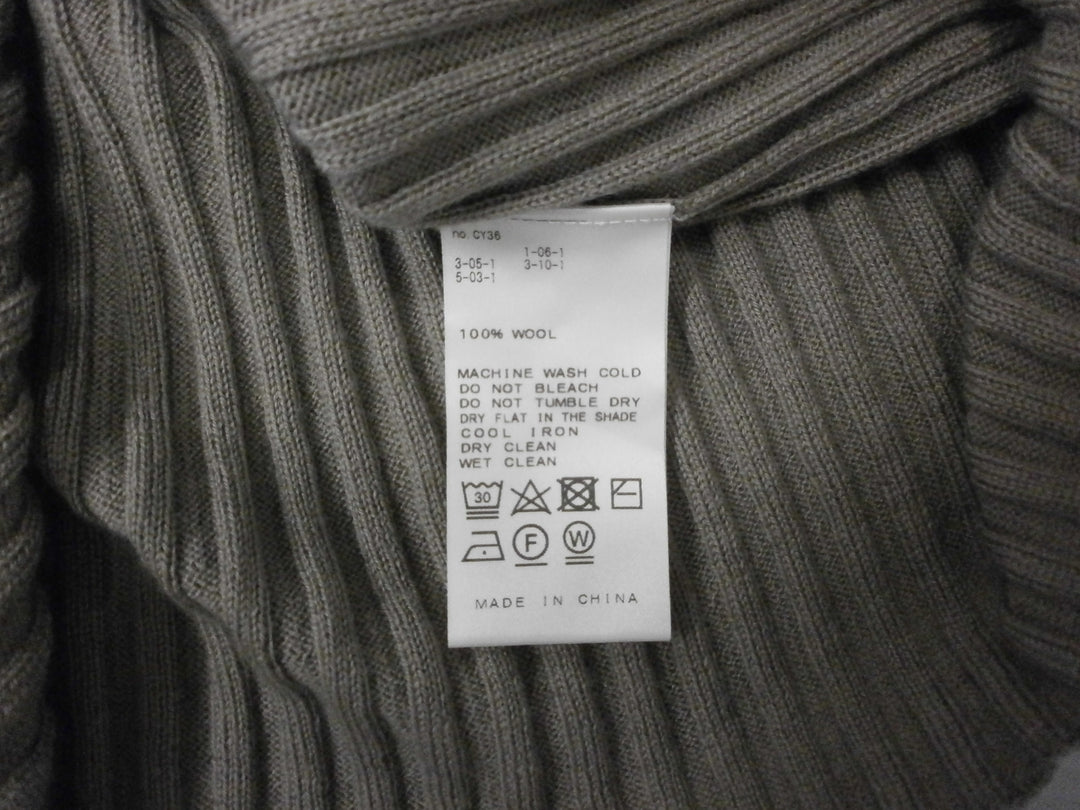 no. CY36
1-06-1
3-05-1 3-10-1
5-03-1
100% WOOL
MACHINE WASH COLD
DO NOT BLEACH
DO NOT TUMBLE DRY
DRY FLAT IN THE SHADE
COOL IRON
DRY CLEAN
WET CLEAN
30
F W
MADE IN CHINA